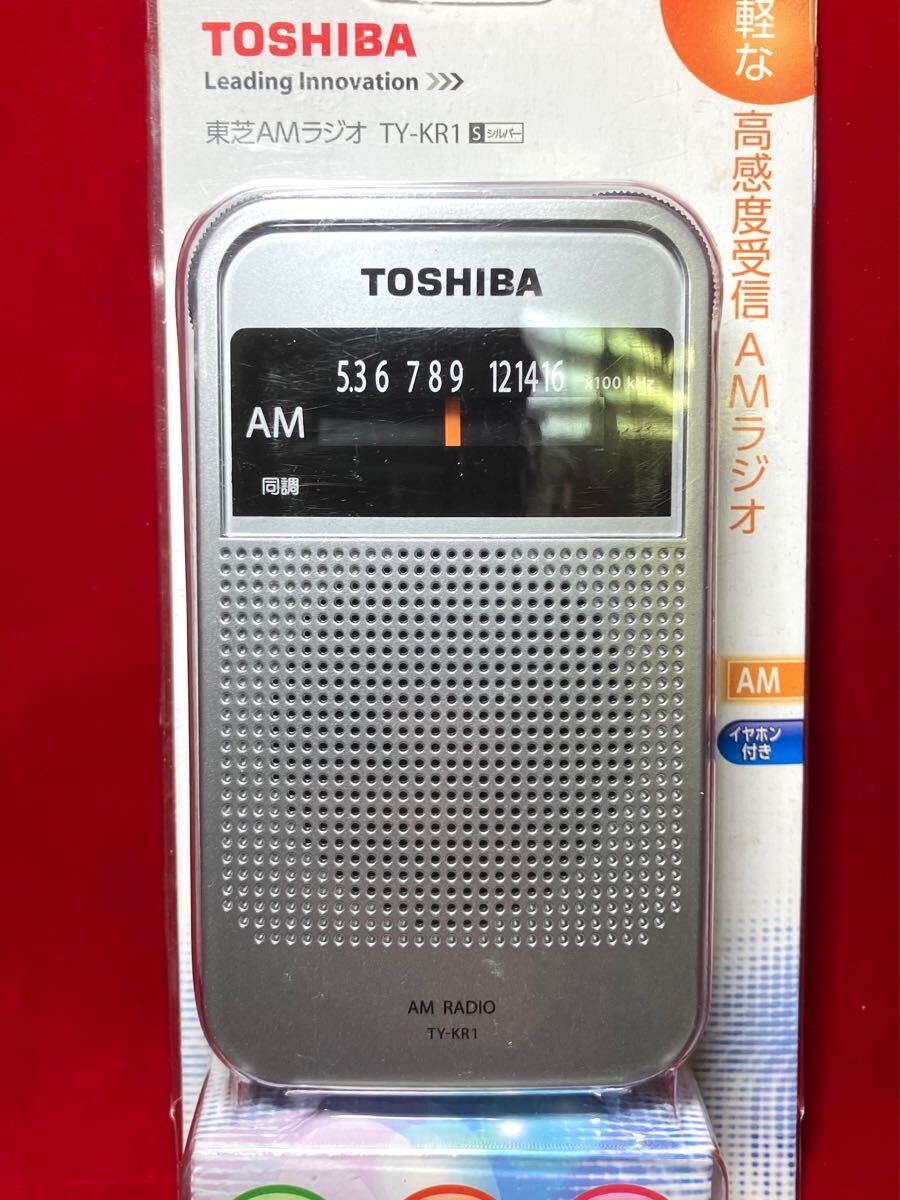 TOSHIBA
Leading Innovation >>>
東芝AMラジオ TY-KR1 S シルバー
軽な
高感度受信 AMラジオ
TOSHIBA
5.3 6 7 8 9 12 14 16 x100 kHz
AM
同調
AM
イヤホン
付き
AM RADIO
TY-KR1